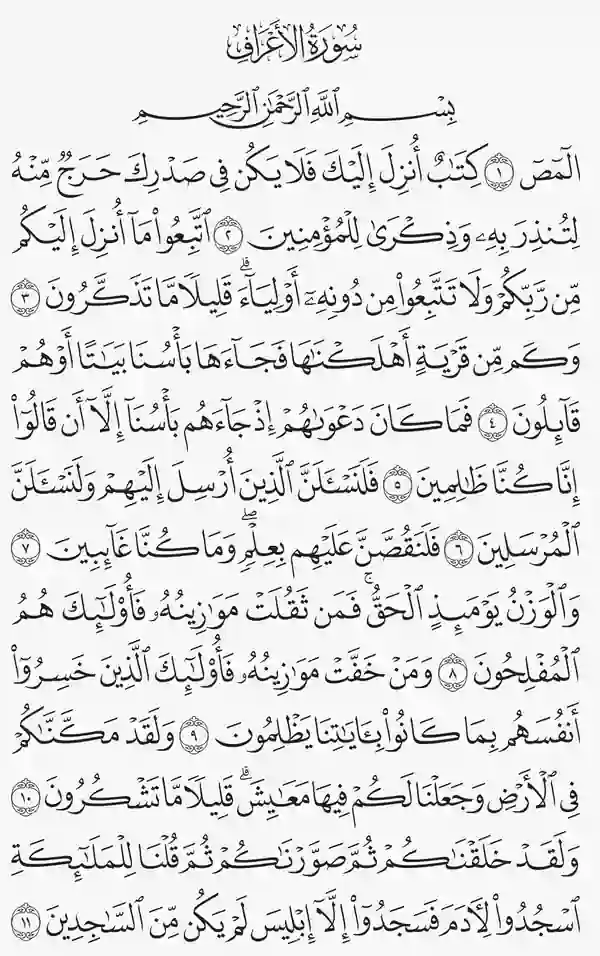 سُورَةُ الأَعْرَافِ
بِسْمِ ٱللَّهِ ٱلرَّحْمَٰنِ ٱلرَّحِيمِ
الٓمٓصٓ ١ كِتَٰبٌ أُنزِلَ إِلَيْكَ فَلَا يَكُن فِى صَدْرِكَ حَرَجٌ مِّنْهُ
لِتُنذِرَ بِهِۦ وَذِكْرَىٰ لِلْمُؤْمِنِينَ ٢ ٱتَّبِعُوا۟ مَآ أُنزِلَ إِلَيْكُم
مِّن رَّبِّكُمْ وَلَا تَتَّبِعُوا۟ مِن دُونِهِۦٓ أَوْلِيَآءَ ۗ قَلِيلًا مَّا تَذَكَّرُونَ ٣
وَكَم مِّن قَرْيَةٍ أَهْلَكْنَٰهَا فَجَآءَهَا بَأْسُنَا بَيَٰتًا أَوْ هُمْ
قَآئِلُونَ ٤ فَمَا كَانَ دَعْوَىٰهُمْ إِذْ جَآءَهُم بَأْسُنَآ إِلَّآ أَن قَالُوٓا۟
إِنَّا كُنَّا ظَٰلِمِينَ ٥ فَلَنَسْـَٔلَنَّ ٱلَّذِينَ أُرْسِلَ إِلَيْهِمْ وَلَنَسْـَٔلَنَّ
ٱلْمُرْسَلِينَ ٦ فَلَنَقُصَّنَّ عَلَيْهِم بِعِلْمٍ ۖ وَمَا كُنَّا غَآئِبِينَ ٧
وَٱلْوَزْنُ يَوْمَئِذٍ ٱلْحَقُّ ۚ فَمَن ثَقُلَتْ مَوَٰزِينُهُۥ فَأُو۟لَٰٓئِكَ هُمُ
ٱلْمُفْلِحُونَ ٨ وَمَنْ خَفَّتْ مَوَٰزِينُهُۥ فَأُو۟لَٰٓئِكَ ٱلَّذِينَ خَسِرُوٓا۟
أَنفُسَهُم بِمَا كَانُوا۟ بِـَٔايَٰتِنَا يَظْلِمُونَ ٩ وَلَقَدْ مَكَّنَّٰكُمْ
فِى ٱلْأَرْضِ وَجَعَلْنَا لَكُمْ فِيهَا مَعَٰيِشَ ۗ قَلِيلًا مَّا تَشْكُرُونَ ١٠
وَلَقَدْ خَلَقْنَٰكُمْ ثُمَّ صَوَّرْنَٰكُمْ ثُمَّ قُلْنَا لِلْمَلَٰٓئِكَةِ
ٱسْجُدُوا۟ لِـَٔادَمَ فَسَجَدُوٓا۟ إِلَّآ إِبْلِيسَ لَمْ يَكُن مِّنَ ٱلسَّٰجِدِينَ ١١